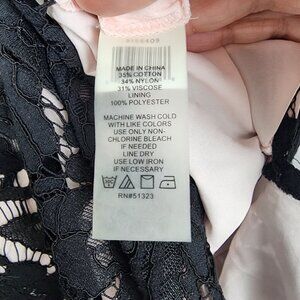 MADE IN CHINA
35% COTTON
34% NYLON
31% VISCOSE
LINING
100% POLYESTER
MACHINE WASH COLD
WITH LIKE COLORS
USE ONLY NON-
CHLORINE BLEACH
IF NEEDED
LINE DRY
USE LOW IRON
IF NECESSARY
RN#51323